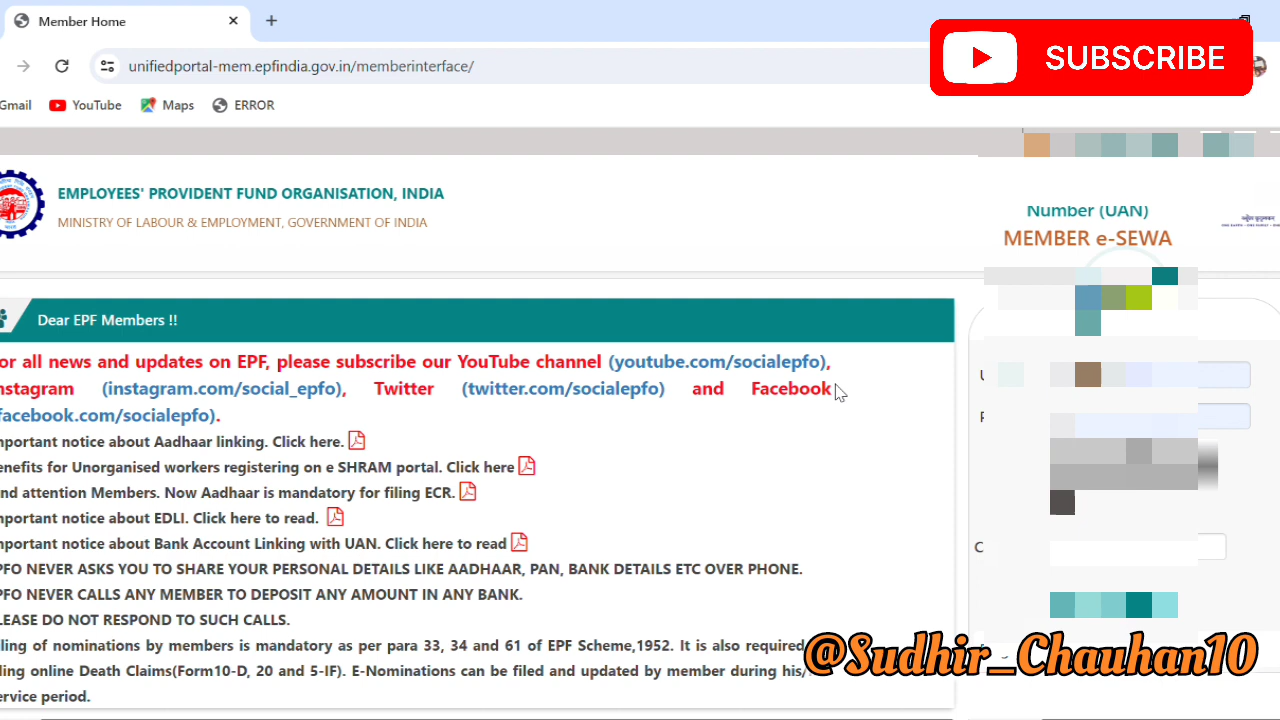 Member Home
unifiedportal-mem.epfindia.gov.in/memberinterface/
SUBSCRIBE
Gmail YouTube Maps ERROR
EMPLOYEES' PROVIDENT FUND ORGANISATION, INDIA
MINISTRY OF LABOUR & EMPLOYMENT, GOVERNMENT OF INDIA
Number (UAN)
MEMBER e-SEWA
Dear EPF Members !!
or all news and updates on EPF, please subscribe our YouTube channel (youtube.com/socialepfo),
nstagram (instagram.com/social_epfo), Twitter (twitter.com/socialepfo) and Facebook
facebook.com/socialepfo).
mportant notice about Aadhaar linking. Click here.
enefits for Unorganised workers registering on e SHRAM portal. Click here
nd attention Members. Now Aadhaar is mandatory for filing ECR.
mportant notice about EDLI. Click here to read.
mportant notice about Bank Account Linking with UAN. Click here to read
PFO NEVER ASKS YOU TO SHARE YOUR PERSONAL DETAILS LIKE AADHAAR, PAN, BANK DETAILS ETC OVER PHONE.
PFO NEVER CALLS ANY MEMBER TO DEPOSIT ANY AMOUNT IN ANY BANK.
LEASE DO NOT RESPOND TO SUCH CALLS.
iling of nominations by members is mandatory as per para 33, 34 and 61 of EPF Scheme,1952. It is also required
ling online Death Claims(Form10-D, 20 and 5-IF). E-Nominations can be filed and updated by member during his/
ervice period.
@Sudhir_Chauhan10